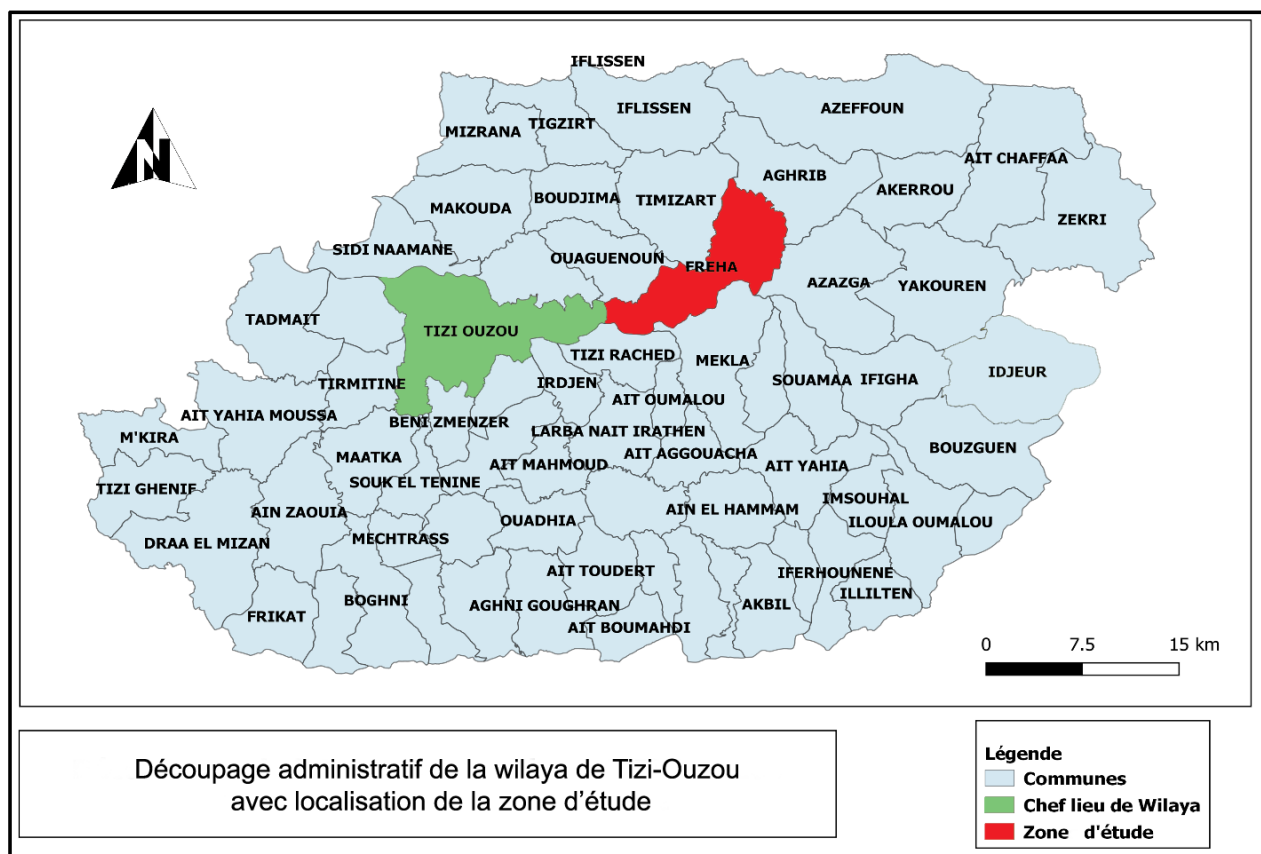 IFLISSEN
IFLISSEN
AZEFFOUN
TIGZIRT
MIZRANA
AIT CHAFFAA
AGHRIB
AKERROU
BOUDJIMA
TIMIZART
MAKOUDA
ZEKRI
SIDI NAAMANE
OUAGUENOUN
FREHA
AZAZGA
YAKOUREN
TADMAIT
TIZI OUZOU
TIZI RACHED
MEKLA
IDJEUR
TIRMITINE
IRDJEN
SOUAMAA
IFIGHA
AIT OUMALOU
AIT YAHIA MOUSSA
BENI ZMENZER
LARBA NAIT IRATHEN
M'KIRA
BOUZGUEN
MAATKA
AIT MAHMOUD
AIT AGGOUACHA
AIT YAHIA
SOUK EL TENINE
TIZI GHENIF
IMSOUHAL
AIN ZAOUIA
OUADHIA
AIN EL HAMMAM
ILOULA OUMALOU
MECHTRASS
DRAA EL MIZAN
AIT TOUDERT
IFERHOUNENE
ILLILTEN
BOGHNI
AGHNI GOUGHRAN
AKBIL
FRIKAT
AIT BOUMAHDI
N
0 7.5 15 km
Découpage administratif de la wilaya de Tizi-Ouzou
avec localisation de la zone d'étude
Légende
Communes
Chef lieu de Wilaya
Zone d'étude